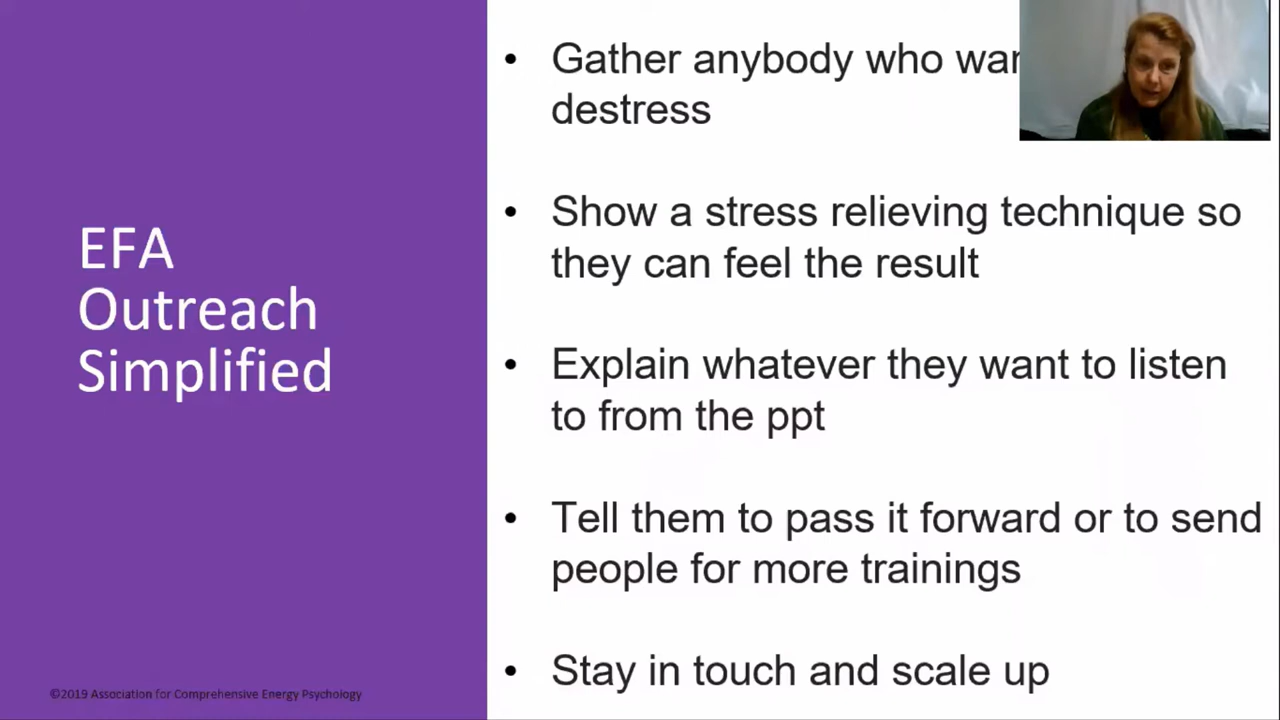 EFA
Outreach
Simplified
• Gather anybody who
destress
• Show a stress relieving technique so
they can feel the result
• Explain whatever they want to listen
to from the ppt
• Tell them to pass it forward or to send
people for more trainings
• Stay in touch and scale up
©2019 Association for Comprehensive Energy Psychology